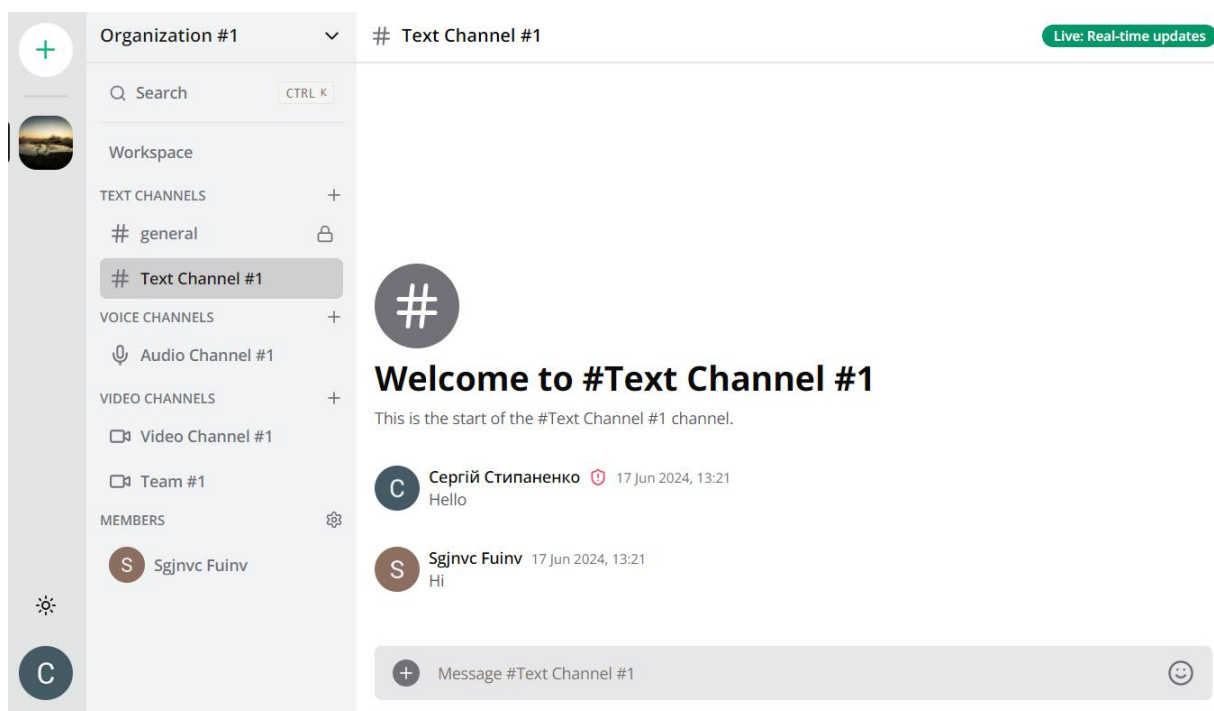 Organization #1
Search
CTRL K
Workspace
TEXT CHANNELS
general
Text Channel #1
VOICE CHANNELS
Audio Channel #1
VIDEO CHANNELS
Video Channel #1
Team #1
MEMBERS
S
Sgjnvc Fuinv
C
# Text Channel #1
Live: Real-time updates
#
Welcome to #Text Channel #1
This is the start of the #Text Channel #1 channel.
C
Сергій Стипаненко 17 Jun 2024, 13:21
Hello
S
Sgjnvc Fuinv 17 Jun 2024, 13:21
Hi
Message #Text Channel #1